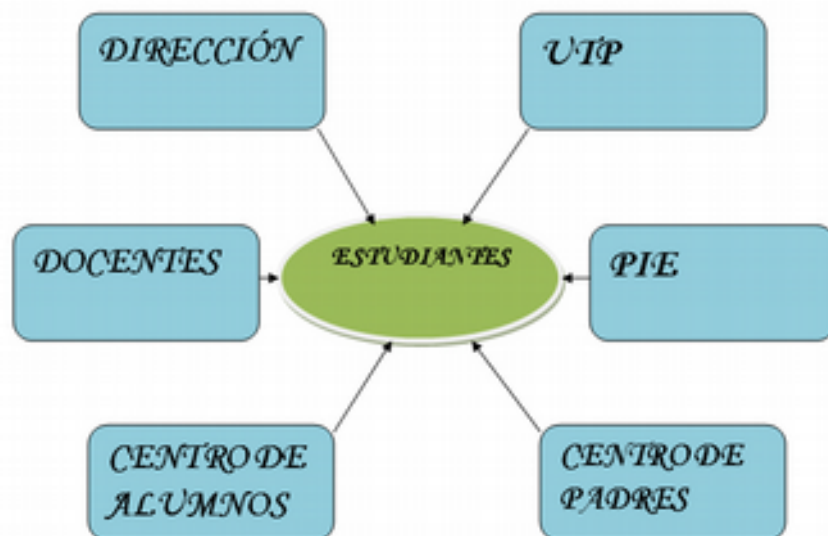 DIRECCIÓN
UTP
DOCENTES
ESTUDIANTES
PIE
CENTRO DE
ALUMNOS
CENTRO DE
PADRES